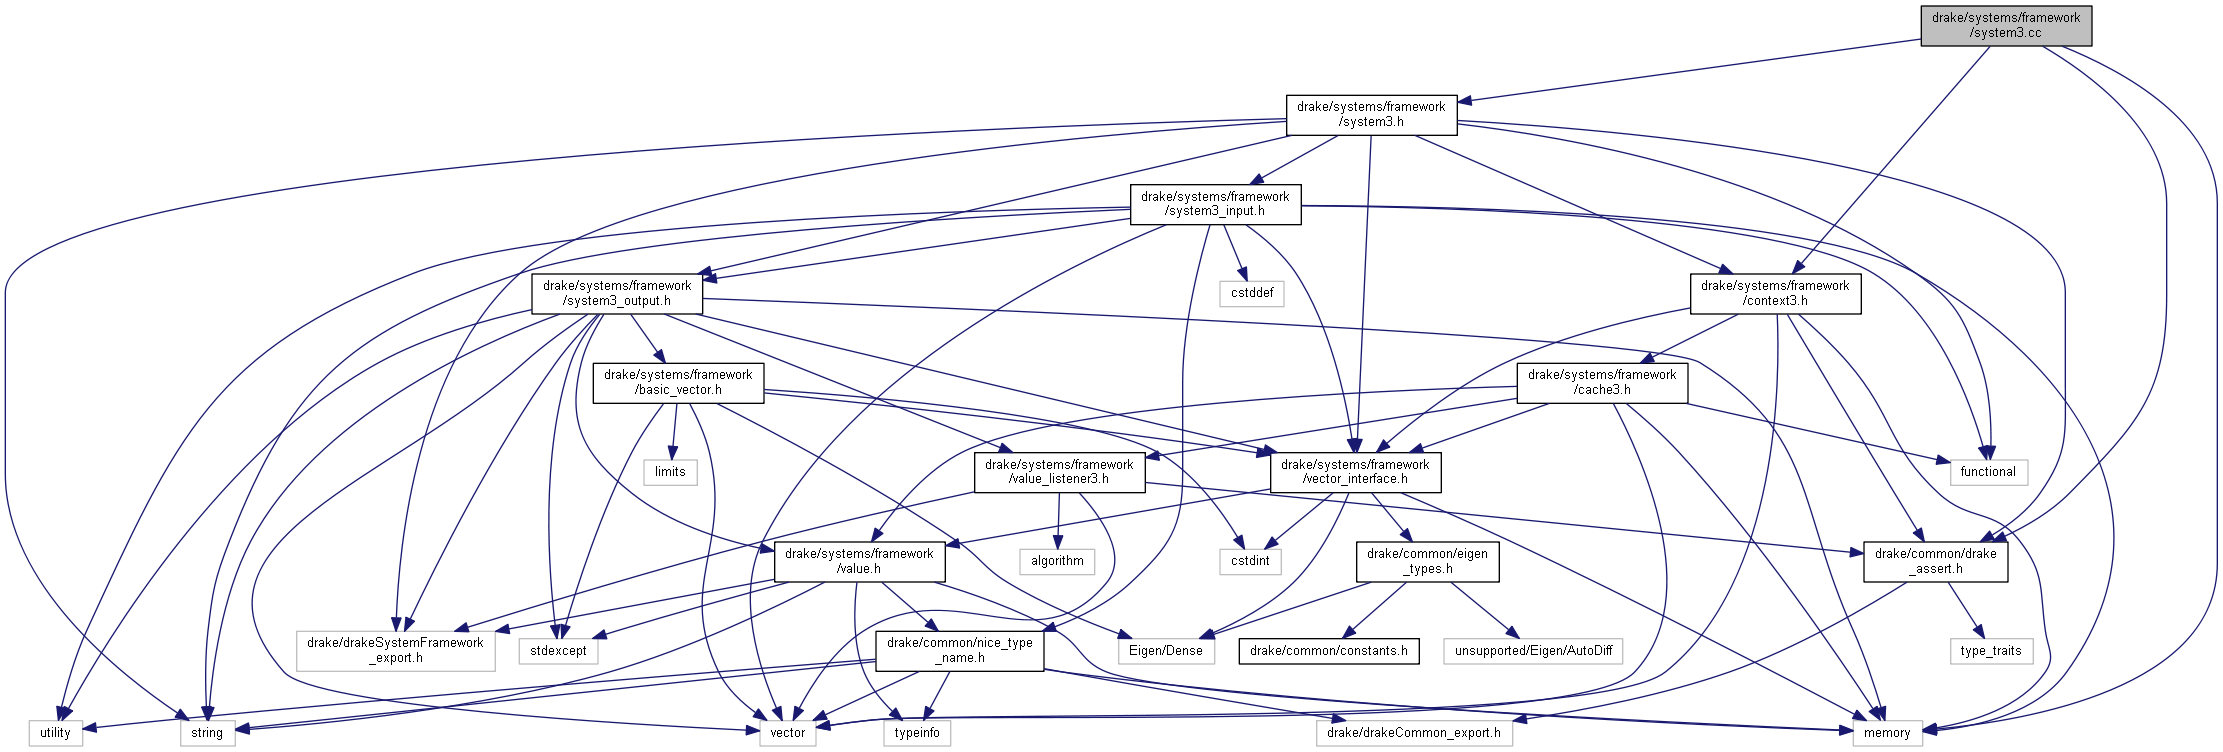 drake/systems/framework
/system3.cc
drake/systems/framework
/system3.h
drake/systems/framework
/system3_input.h
drake/systems/framework
/system3_output.h
cstddef
drake/systems/framework
/context3.h
drake/systems/framework
/basic_vector.h
drake/systems/framework
/cache3.h
limits
drake/systems/framework
/value_listener3.h
drake/systems/framework
/vector_interface.h
functional
drake/systems/framework
/value.h
algorithm
cstdint
drake/common/eigen
_types.h
drake/common/drake
_assert.h
drake/drakeSystemFramework
_export.h
stdexcept
drake/common/nice_type
_name.h
Eigen/Dense
drake/common/constants.h
unsupported/Eigen/AutoDiff
type_traits
utility
string
vector
typeinfo
drake/drakeCommon_export.h
memory